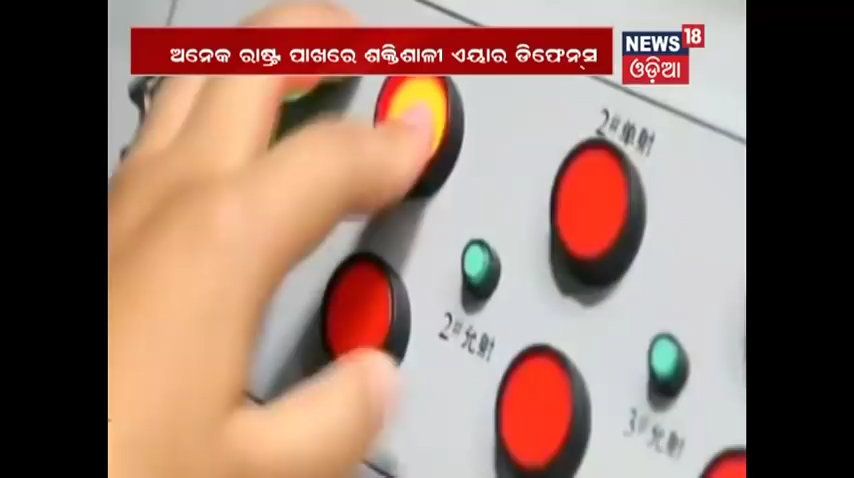 ଅନେକ ରାଷ୍ଟ୍ର ପାଖରେ ଶକ୍ତିଶାଳୀ ଏୟାର ଡିଫେନ୍ସ
NEWS 18
ଓଡ଼ିଆ
2#单射
2#允射
3#允射